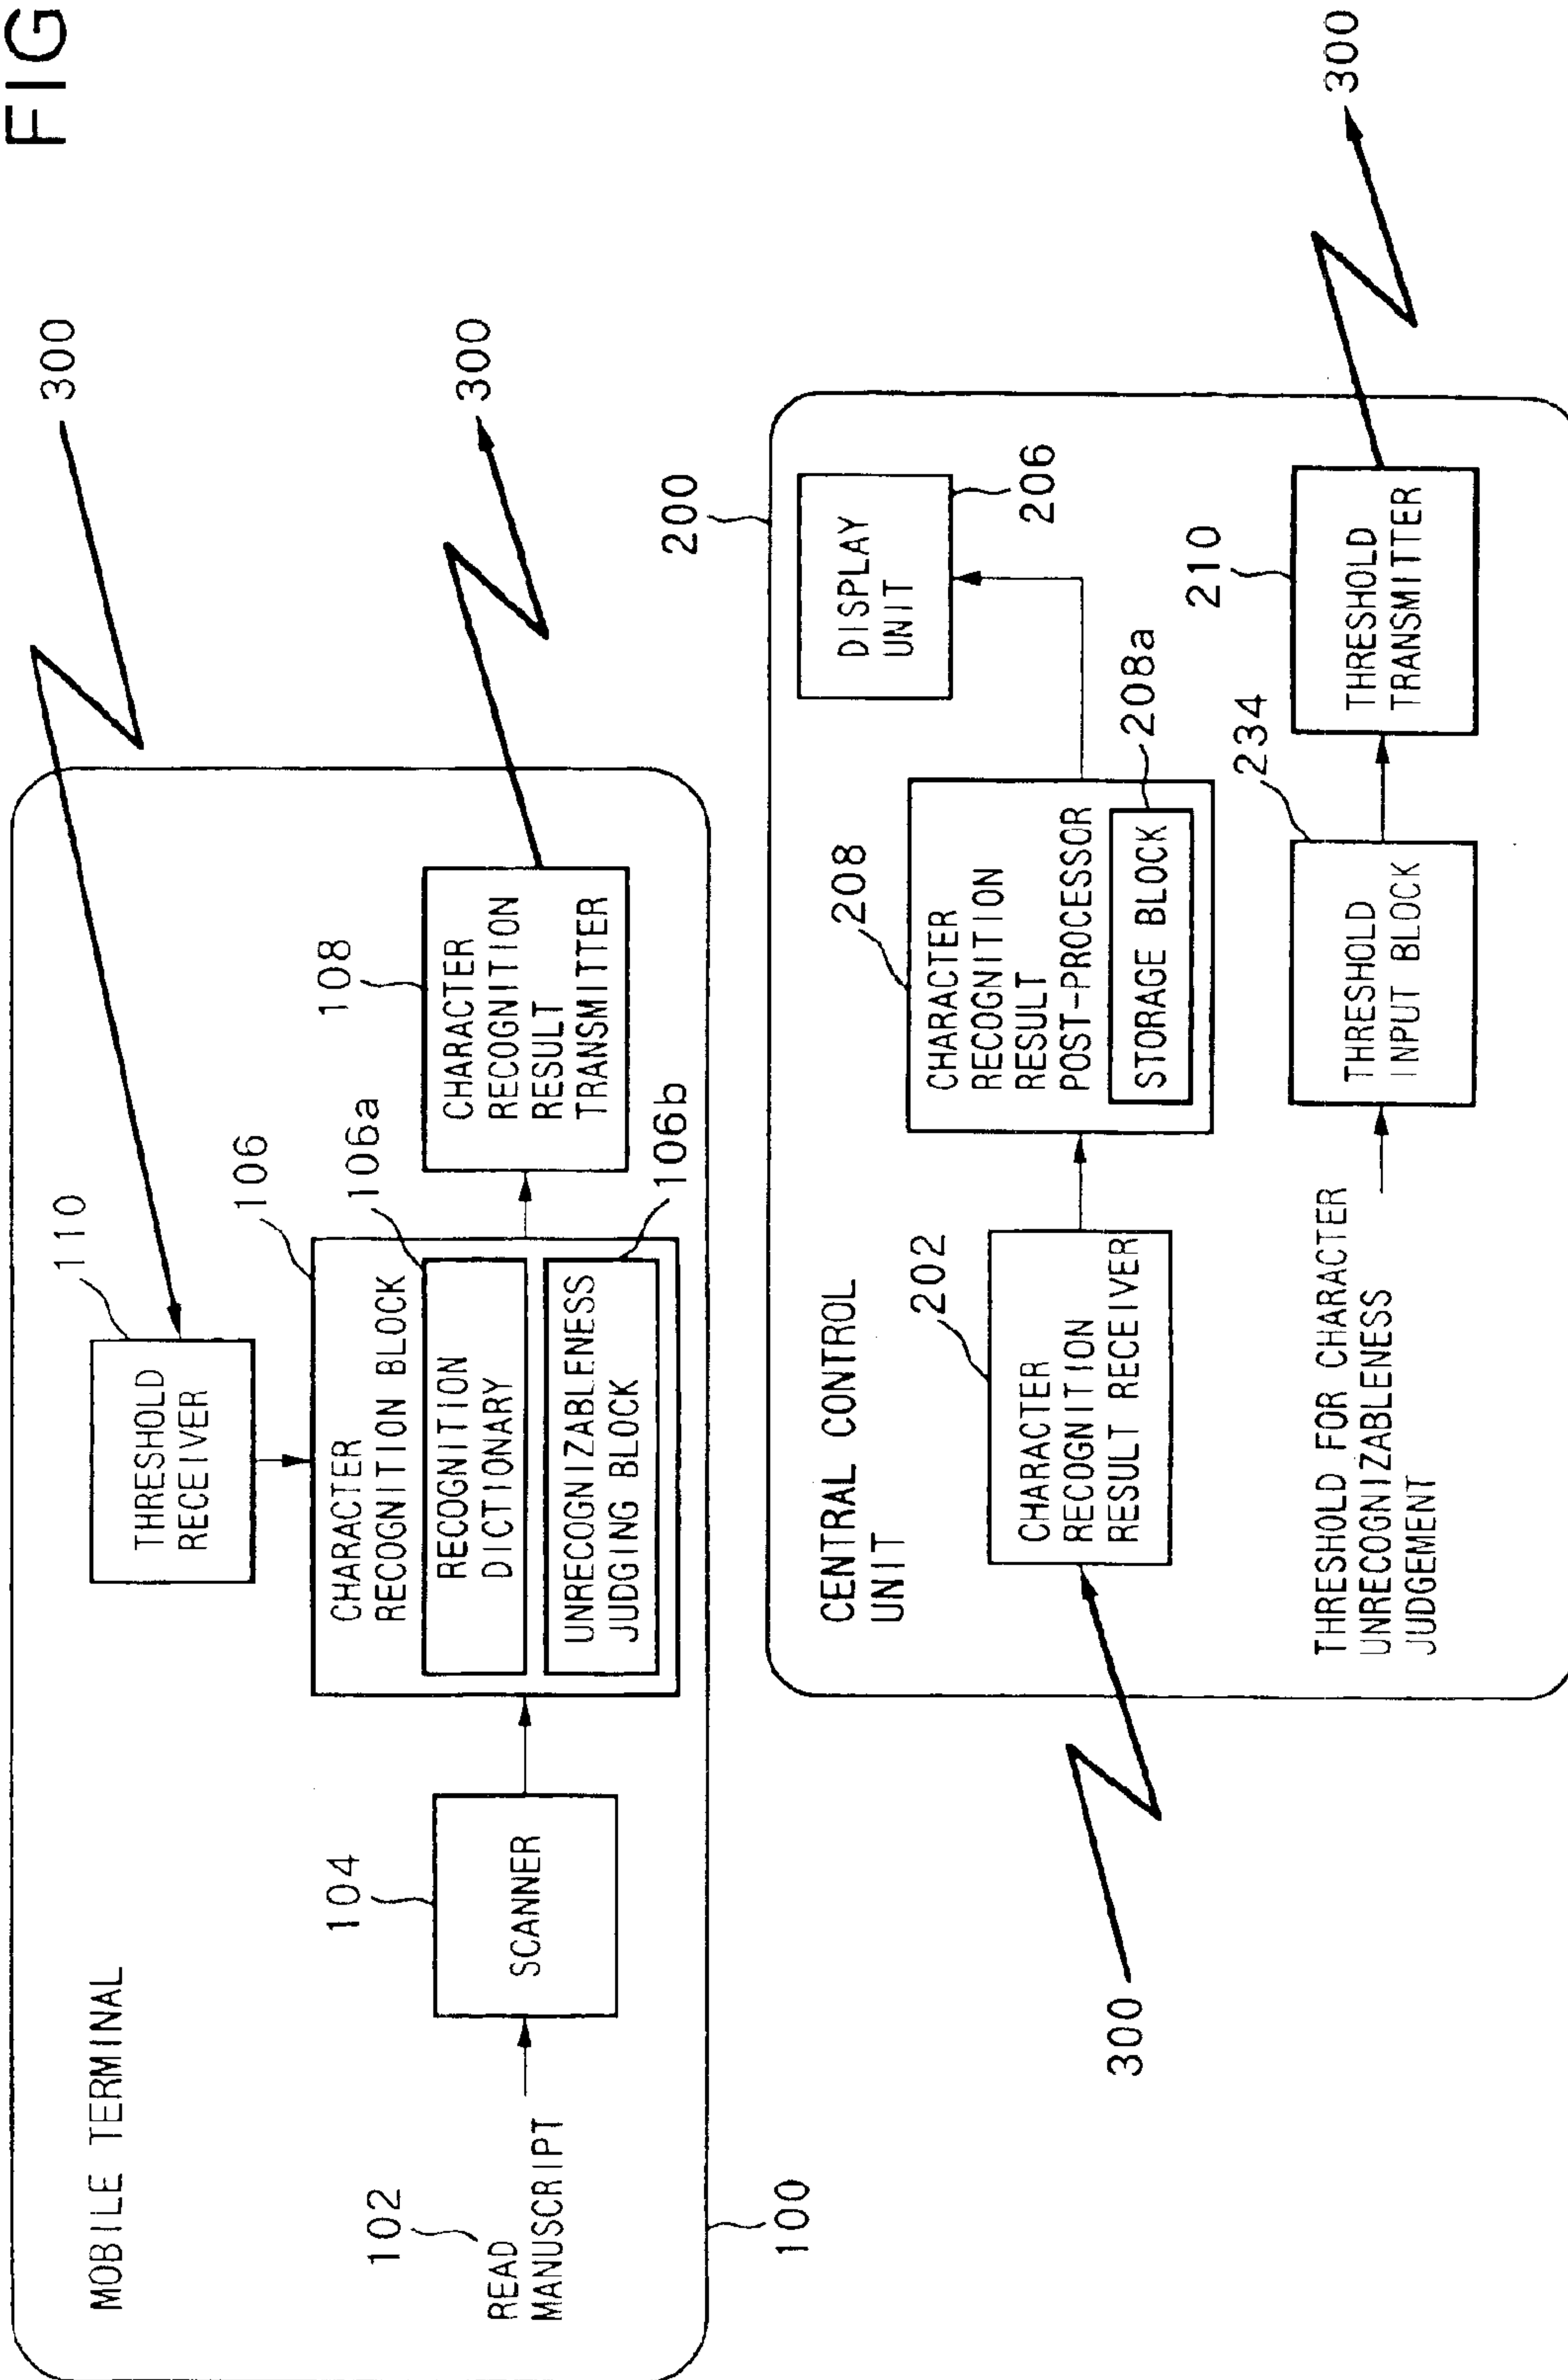 FIG
300
MOBILE TERMINAL
110
THRESHOLD
RECEIVER
106
CHARACTER
RECOGNITION BLOCK
106a
RECOGNITION
DICTIONARY
UNRECOGNIZABLENESS
JUDGING BLOCK
106b
102
READ
MANUSCRIPT
104
SCANNER
108
CHARACTER
RECOGNITION
RESULT
TRANSMITTER
300
100
200
CENTRAL CONTROL
UNIT
DISPLAY
UNIT
206
202
CHARACTER
RECOGNITION
RESULT RECEIVER
208
CHARACTER
RECOGNITION
RESULT
POST-PROCESSOR
STORAGE BLOCK
208a
300
THRESHOLD FOR CHARACTER
UNRECOGNIZABLENESS
JUDGEMENT
234
THRESHOLD
INPUT BLOCK
210
THRESHOLD
TRANSMITTER
300